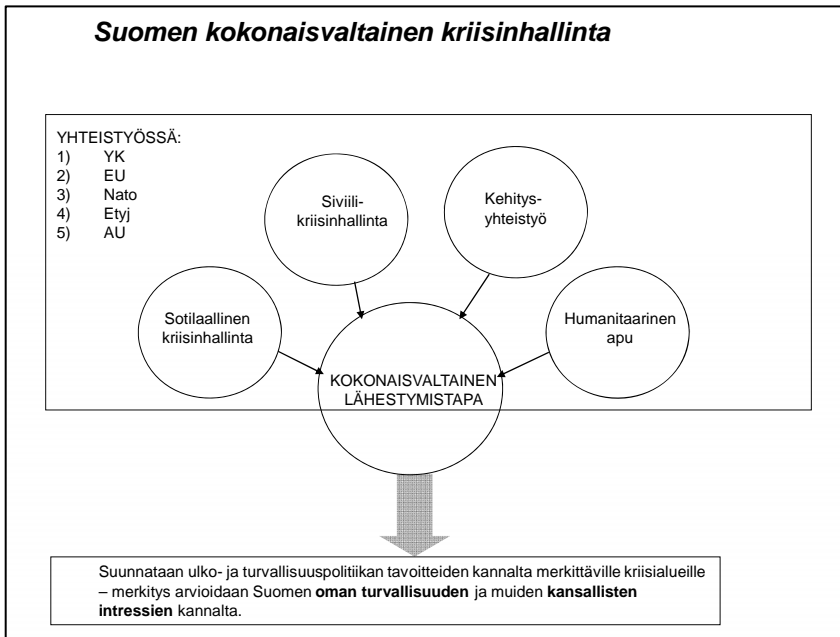 Suomen kokonaisvaltainen kriisinhallinta
YHTEISTYÖSSÄ:
1) YK
2) EU
3) Nato
4) Etyj
5) AU
Siviili-
kriisinhallinta
Kehitys-
yhteistyö
Sotilaallinen
kriisinhallinta
Humanitaarinen
apu
KOKONAISVALTAINEN
LÄHESTYMISTAPA
Suunnataan ulko- ja turvallisuuspolitiikan tavoitteiden kannalta merkittäville kriisialueille
– merkitys arvioidaan Suomen oman turvallisuuden ja muiden kansallisten
intressien kannalta.